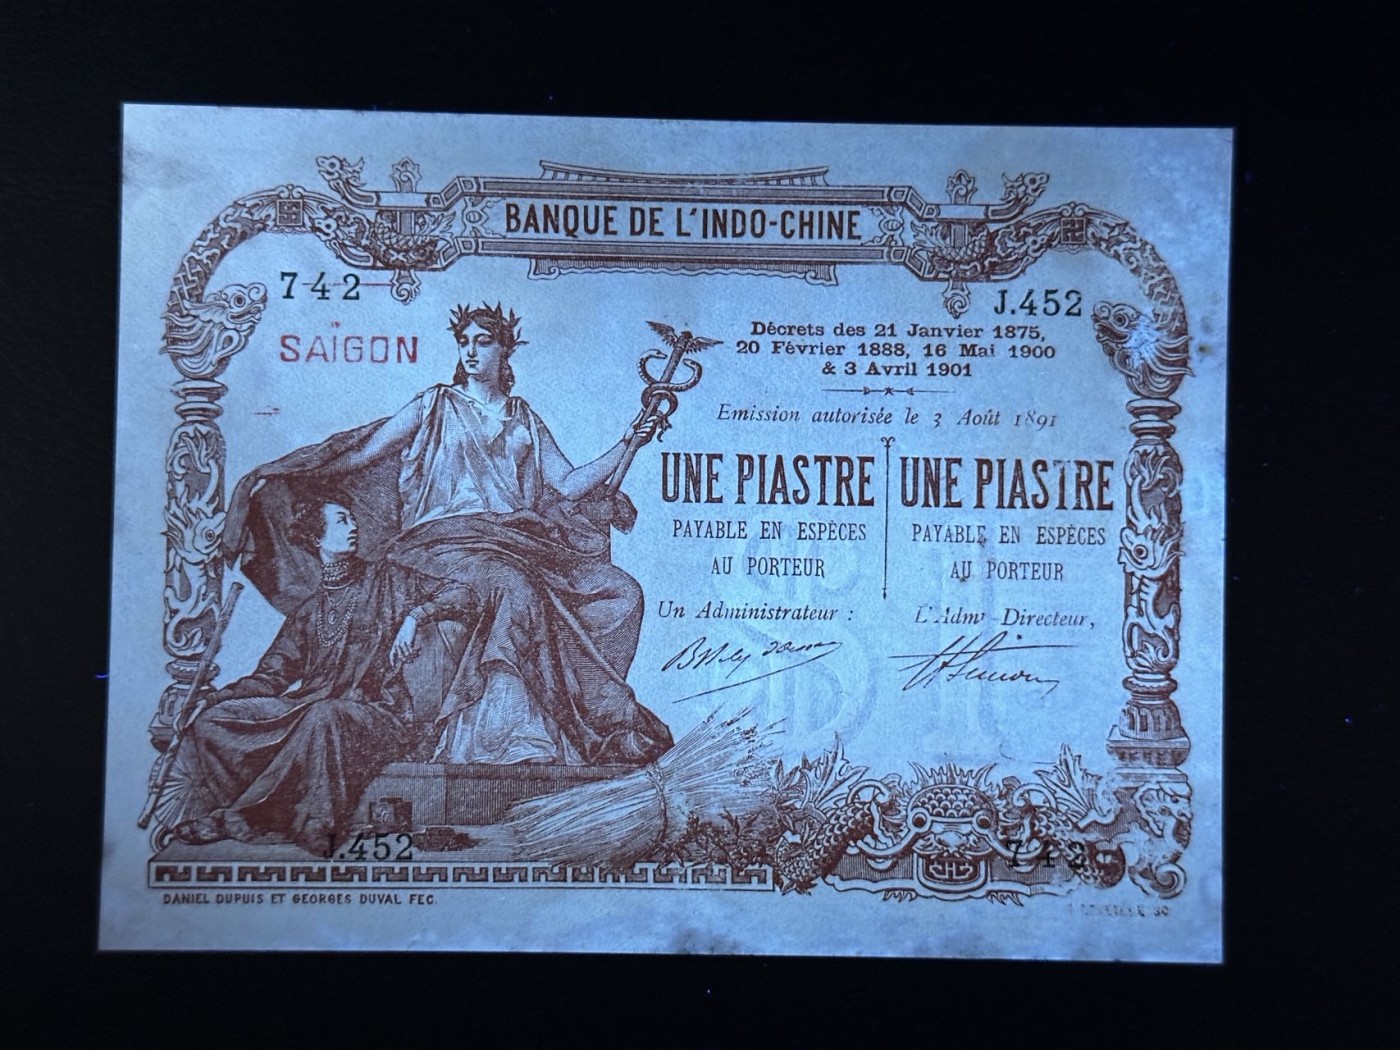 BANQUE DE L'INDO-CHINE
742
J.452
SAÏGON
Décrets des 21 Janvier 1875,
20 Février 1888, 16 Mai 1900
& 3 Avril 1901
Emission autorisée le 3 Août 1891
UNE PIASTRE
PAYABLE EN ESPÈCES
AU PORTEUR
Un Administrateur :
UNE PIASTRE
PAYABLE EN ESPÈCES
AU PORTEUR
L'Admr-Directeur,
J.452
742
DANIEL DUPUIS ET GEORGES DUVAL FEC.